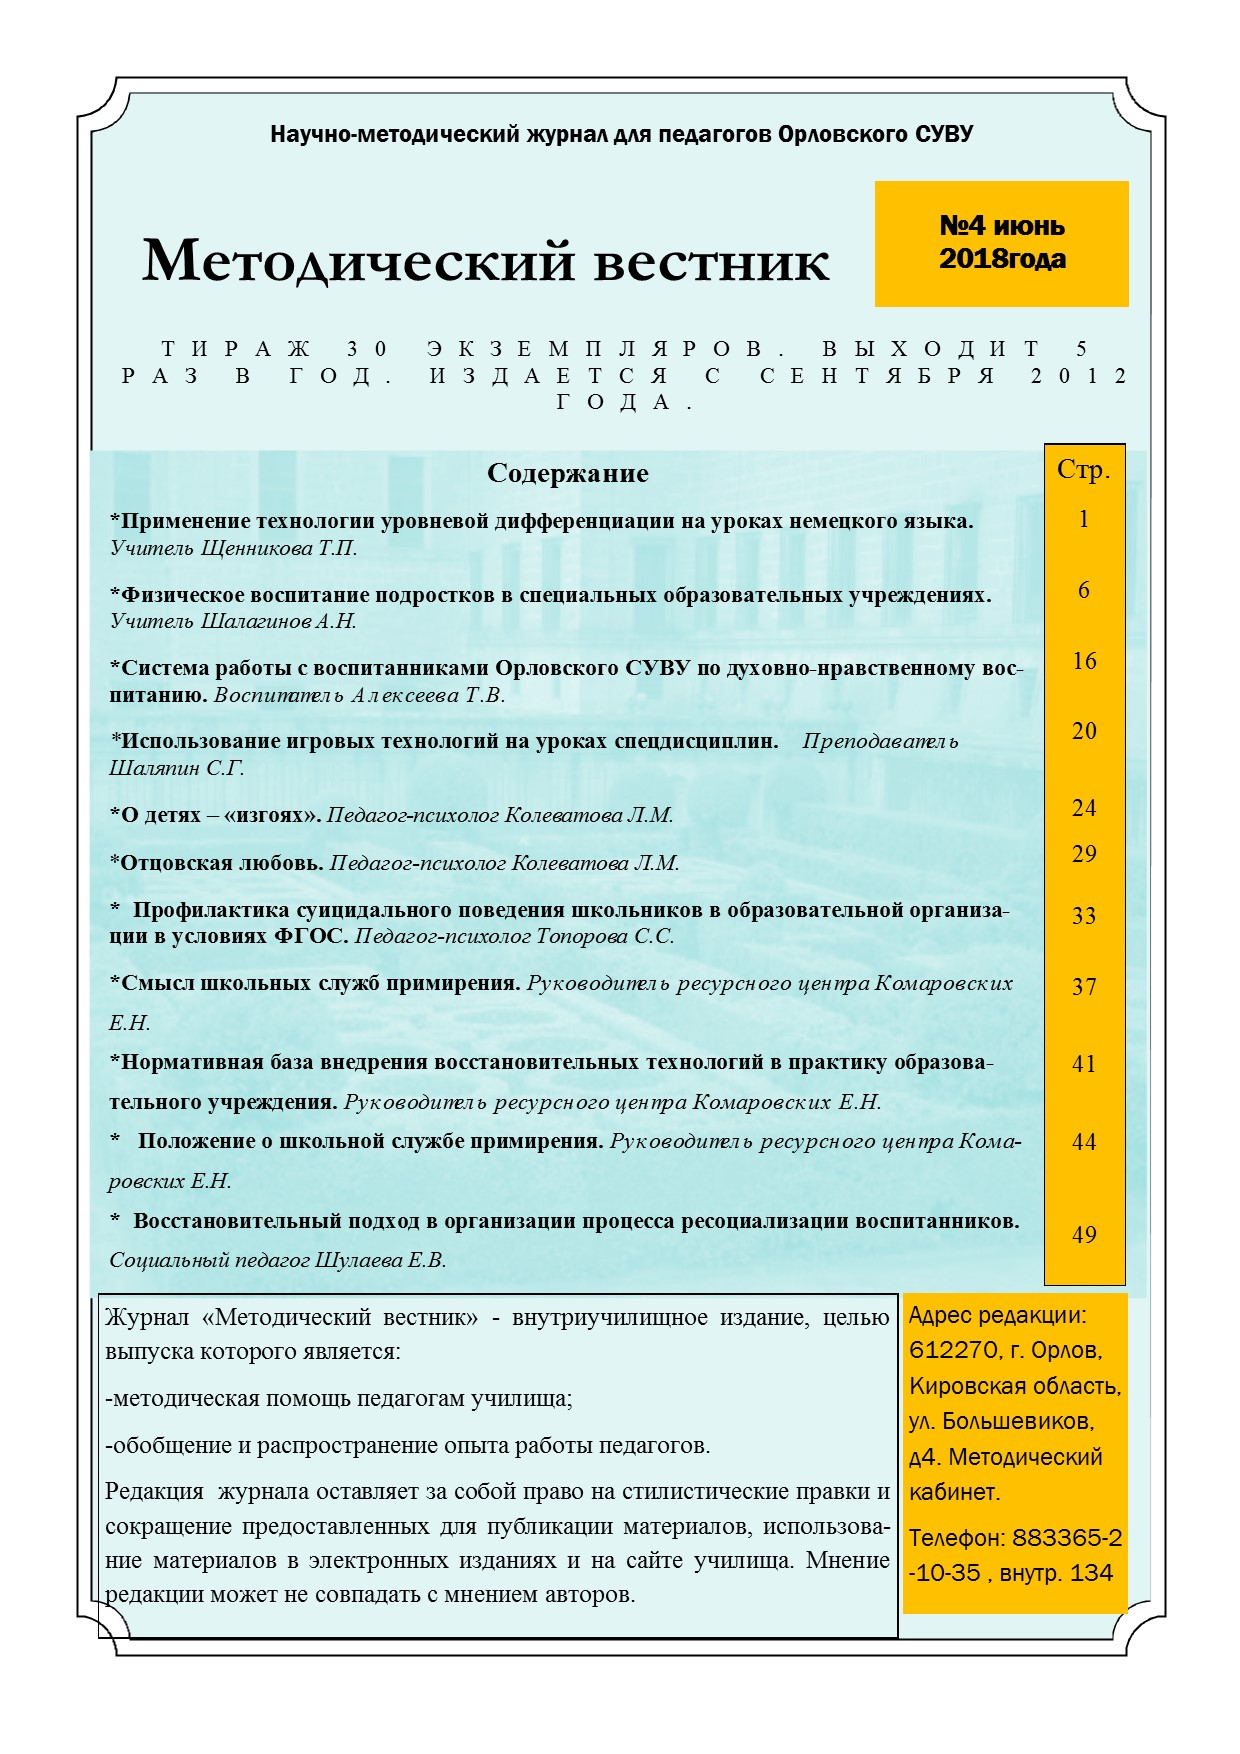 Научно-методический журнал для педагогов Орловского СУВУ
Методический вестник
№4 июнь
2018года
ТИРАЖ 30 ЭКЗЕМПЛЯРОВ. ВЫХОДИТ 5
РАЗ В ГОД. ИЗДАЕТСЯ С СЕНТЯБРЯ 2012
ГОДА.
Содержание
Стр.
*Применение технологии уровневой дифференциации на уроках немецкого языка.
1
Учитель Щенникова Т.П.
*Физическое воспитание подростков в специальных образовательных учреждениях.
6
Учитель Шалагинов А.Н.
*Система работы с воспитанниками Орловского СУВУ по духовно-нравственному вос-
16
питанию. Воспитатель Алексеева Т.В.
*Использование игровых технологий на уроках спецдисциплин. Преподаватель
20
Шаляпин С.Г.
*О детях – «изгоях». Педагог-психолог Колеватова Л.М.
24
*Отцовская любовь. Педагог-психолог Колеватова Л.М.
29
* Профилактика суицидального поведения школьников в образовательной организа-
33
ции в условиях ФГОС. Педагог-психолог Топорова С.С.
*Смысл школьных служб примирения. Руководитель ресурсного центра Комаровских
37
Е.Н.
*Нормативная база внедрения восстановительных технологий в практику образова-
41
тельного учреждения. Руководитель ресурсного центра Комаровских Е.Н.
* Положение о школьной службе примирения. Руководитель ресурсного центра Кома-
44
ровских Е.Н.
* Восстановительный подход в организации процесса ресоциализации воспитанников.
49
Социальный педагог Шулаева Е.В.
Журнал «Методический вестник» - внутриучилищное издание, целью
выпуска которого является:
-методическая помощь педагогам училища;
-обобщение и распространение опыта работы педагогов.
Редакция журнала оставляет за собой право на стилистические правки и
сокращение предоставленных для публикации материалов, использова-
ние материалов в электронных изданиях и на сайте училища. Мнение
редакции может не совпадать с мнением авторов.
Адрес редакции:
612270, г. Орлов,
Кировская область,
ул. Большевиков,
д4. Методический
кабинет.
Телефон: 883365-2
-10-35 , внутр. 134